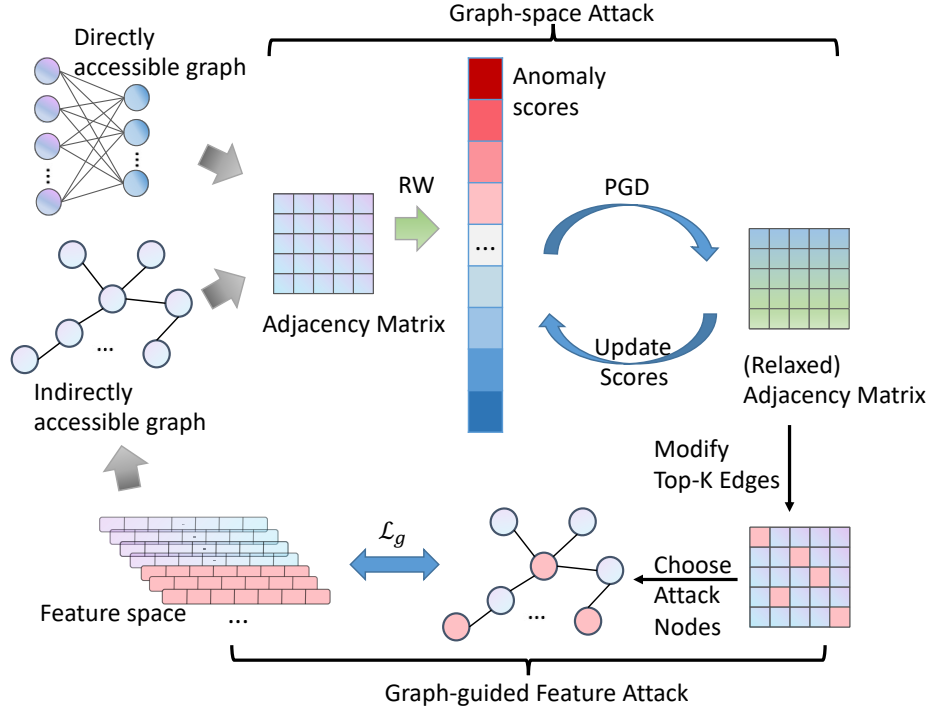 Graph-space Attack
Directly
accessible graph
...
...
Anomaly
scores
RW
PGD
...
Adjacency Matrix
Update
Scores
(Relaxed)
Adjacency Matrix
...
Indirectly
accessible graph
Modify
Top-K Edges
ℒg
Choose
Attack
Nodes
Feature space
...
...
Graph-guided Feature Attack